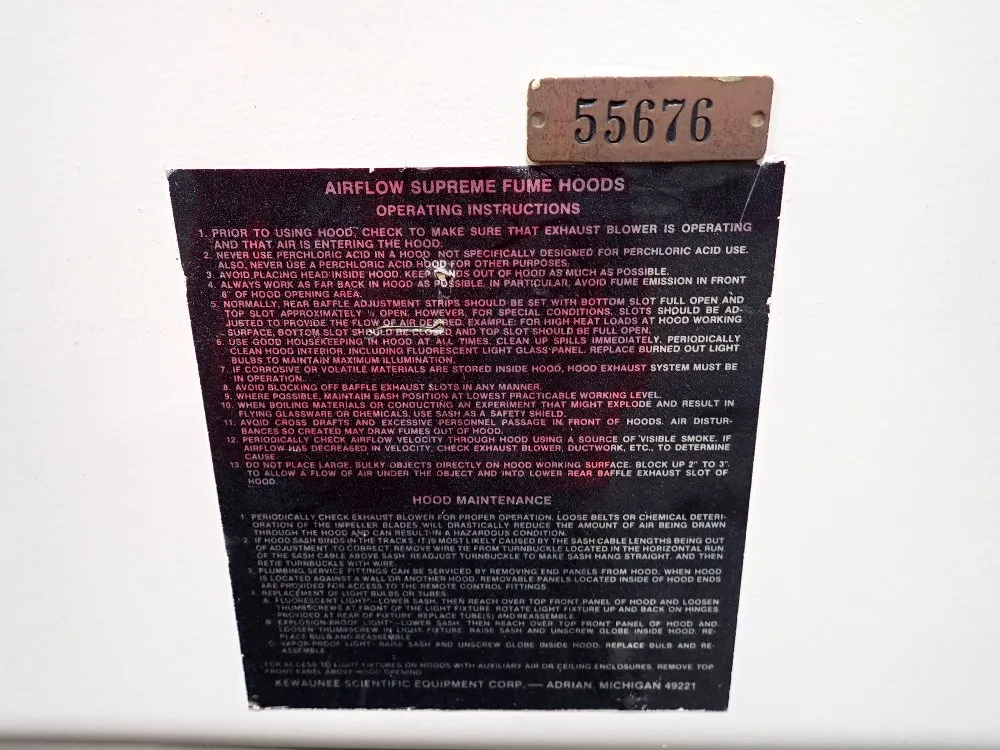 55676
AIRFLOW SUPREME FUME HOODS
OPERATING INSTRUCTIONS
1. PRIOR TO USING HOOD, CHECK TO MAKE SURE THAT EXHAUST BLOWER IS OPERATING
AND THAT AIR IS ENTERING THE HOOD.
2. NEVER USE PERCHLORIC ACID IN A HOOD NOT SPECIFICALLY DESIGNED FOR PERCHLORIC ACID USE.
ALSO, NEVER USE A PERCHLORIC ACID HOOD FOR OTHER PURPOSES.
3. AVOID PLACING HEAD INSIDE HOOD. KEEP OUT OF HOOD AS MUCH AS POSSIBLE.
4. ALWAYS WORK AS FAR BACK IN HOOD AS POSSIBLE. IN PARTICULAR, AVOID FUME EMISSION IN FRONT
6" OF HOOD OPENING AREA.
5. NORMALLY, REAR BAFFLE ADJUSTMENT STRIPS SHOULD BE SET WITH BOTTOM SLOT FULL OPEN AND
TOP SLOT APPROXIMATELY OPEN. HOWEVER, FOR SPECIAL CONDITIONS, SLOTS SHOULD BE AD-
JUSTED TO PROVIDE THE FLOW OF AIR DESIRED. EXAMPLE: FOR HIGH HEAT LOADS AT HOOD WORKING
SURFACE, BOTTOM SLOT SHOULD BE CLOSED AND TOP SLOT SHOULD BE FULL OPEN.
6. USE GOOD HOUSEKEEPING IN HOOD AT ALL TIMES. CLEAN UP SPILLS IMMEDIATELY. PERIODICALLY
CLEAN HOOD INTERIOR, INCLUDING FLUORESCENT LIGHT GLASS PANEL. REPLACE BURNED OUT LIGHT
BULBS TO MAINTAIN MAXIMUM ILLUMINATION.
7. IF CORROSIVE OR VOLATILE MATERIALS ARE STORED INSIDE HOOD, HOOD EXHAUST SYSTEM MUST BE
IN OPERATION.
8. AVOID BLOCKING OFF BAFFLE EXHAUST SLOTS IN ANY MANNER.
9. WHERE POSSIBLE, MAINTAIN SASH POSITION AT LOWEST PRACTICABLE WORKING LEVEL.
10. WHEN BOILING MATERIALS OR CONDUCTING AN EXPERIMENT THAT MIGHT EXPLODE AND RESULT IN
FLYING GLASSWARE OR CHEMICALS, USE SASH AS A SAFETY SHIELD.
11. AVOID CROSS DRAFTS AND EXCESSIVE PERSONNEL PASSAGE IN FRONT OF HOODS. AIR DISTUR-
BANCES SO CREATED MAY DRAW FUMES OUT OF HOOD.
12. PERIODICALLY CHECK AIRFLOW VELOCITY THROUGH HOOD USING A SOURCE OF VISIBLE SMOKE. IF
AIRFLOW HAS DECREASED IN VELOCITY, CHECK EXHAUST BLOWER, DUCTWORK, ETC., TO DETERMINE
CAUSE.
13. DO NOT PLACE LARGE, BULKY OBJECTS DIRECTLY ON HOOD WORKING SURFACE. BLOCK UP 2" TO 3"
TO ALLOW A FLOW OF AIR UNDER THE OBJECT AND INTO LOWER REAR BAFFLE EXHAUST SLOT OF
HOOD.
HOOD MAINTENANCE
1. PERIODICALLY CHECK EXHAUST BLOWER FOR PROPER OPERATION. LOOSE BELTS OR CHEMICAL DETERI-
ORATION OF THE IMPELLER BLADES WILL DRASTICALLY REDUCE THE AMOUNT OF AIR BEING DRAWN
THROUGH THE HOOD AND CAN RESULT IN A HAZARDOUS CONDITION.
2. IF HOOD SASH BINDS IN THE TRACKS, IT IS MOST LIKELY CAUSED BY THE SASH CABLE LENGTHS BEING OUT
OF ADJUSTMENT. TO CORRECT, REMOVE WIRE TIE FROM TURNBUCKLE LOCATED IN THE HORIZONTAL RUN
OF THE SASH CABLE ABOVE SASH. READJUST TURNBUCKLE TO MAKE SASH HANG STRAIGHT, AND THEN
RETIE TURNBUCKLE WITH WIRE.
3. PLUMBING SERVICE FITTINGS CAN BE SERVICED BY REMOVING END PANELS FROM HOOD. WHEN HOOD
IS LOCATED AGAINST A WALL OR ANOTHER HOOD, REMOVABLE PANELS LOCATED INSIDE OF HOOD ENDS
ARE PROVIDED FOR ACCESS TO THE REMOTE CONTROL FITTINGS.
4. REPLACEMENT OF LIGHT BULBS OR TUBES:
A. FLUORESCENT LIGHT*—LOWER SASH, THEN REACH OVER TOP FRONT PANEL OF HOOD AND LOOSEN
THUMBSCREWS AT FRONT OF THE LIGHT FIXTURE. ROTATE LIGHT FIXTURE UP AND BACK ON HINGES
PROVIDED AT REAR OF FIXTURE. REPLACE TUBE(S) AND REASSEMBLE.
B. EXPLOSION-PROOF LIGHT*—LOWER SASH, THEN REACH OVER TOP FRONT PANEL OF HOOD AND
LOOSEN THUMBSCREW IN LIGHT FIXTURE. RAISE SASH AND UNSCREW GLOBE INSIDE HOOD. RE-
PLACE BULB AND REASSEMBLE.
C. VAPOR-PROOF LIGHT—RAISE SASH AND UNSCREW GLOBE INSIDE HOOD. REPLACE BULB AND RE-
ASSEMBLE.
FOR ACCESS TO LIGHT FIXTURES ON HOODS WITH AUXILIARY AIR OR CEILING ENCLOSURES, REMOVE TOP
FRONT PANEL ABOVE HOOD OPENING.
KEWAUNEE SCIENTIFIC EQUIPMENT CORP. — ADRIAN, MICHIGAN 49221